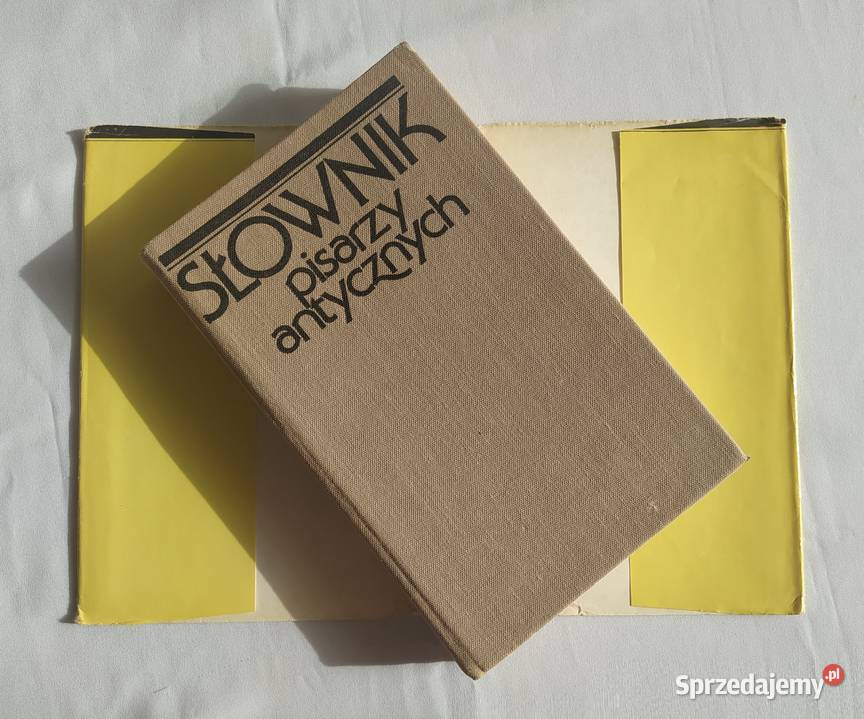 SŁOWNIK
pisarzy
antycznych
Sprzedajemy.pl